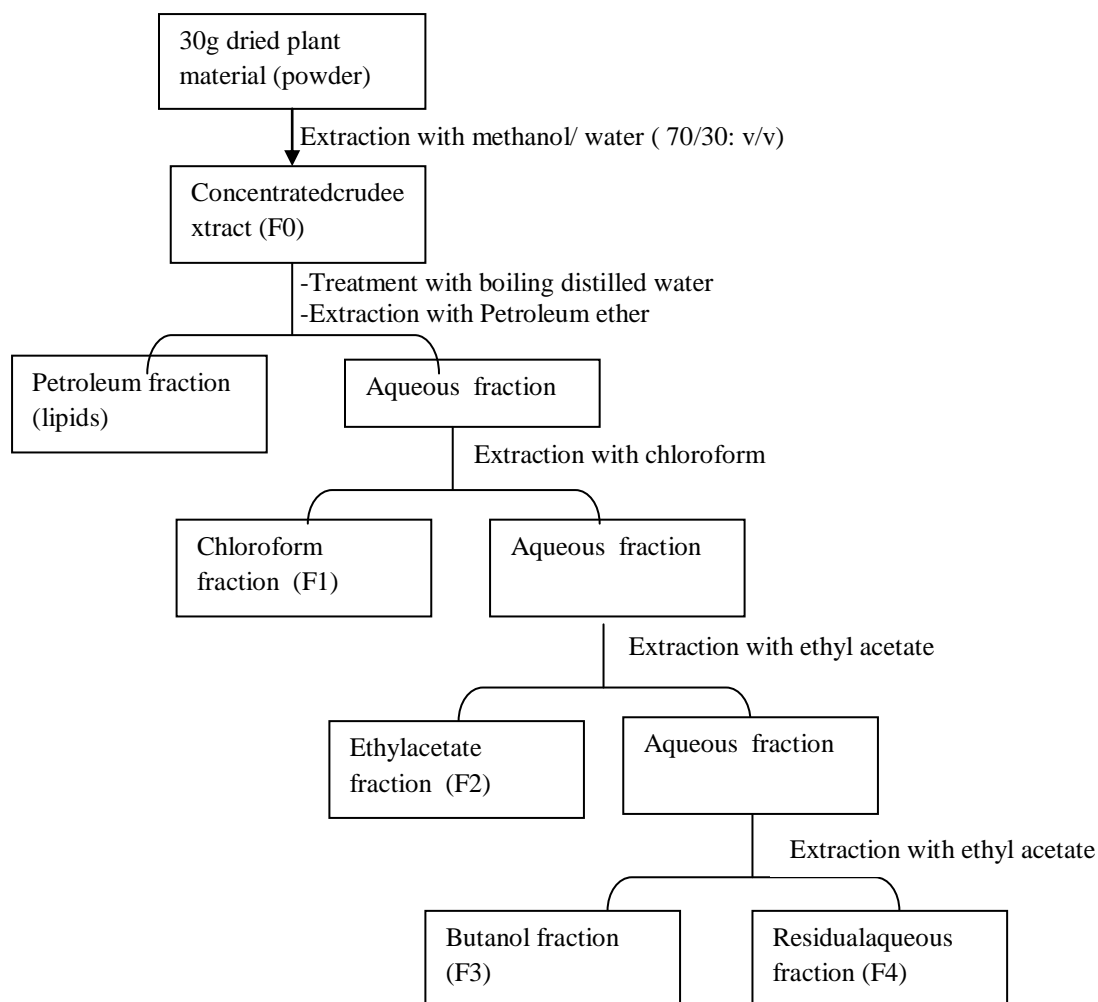 30g dried plant
material (powder)
Extraction with methanol/ water ( 70/30: v/v)
Concentratedcrudee
xtract (F0)
-Treatment with boiling distilled water
-Extraction with Petroleum ether
Petroleum fraction
(lipids)
Aqueous  fraction
Extraction with chloroform
Chloroform
fraction  (F1)
Aqueous  fraction
Extraction with ethyl acetate
Ethylacetate
fraction  (F2)
Aqueous  fraction
Extraction with ethyl acetate
Butanol fraction
(F3)
Residualaqueous
fraction (F4)